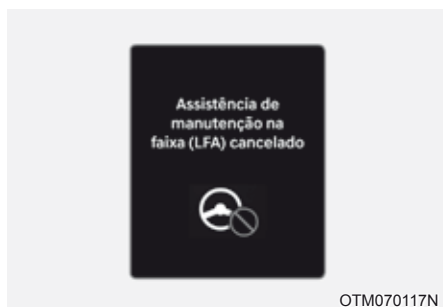 Assistência de
manutenção na
faixa (LFA) cancelado
OTM070117N